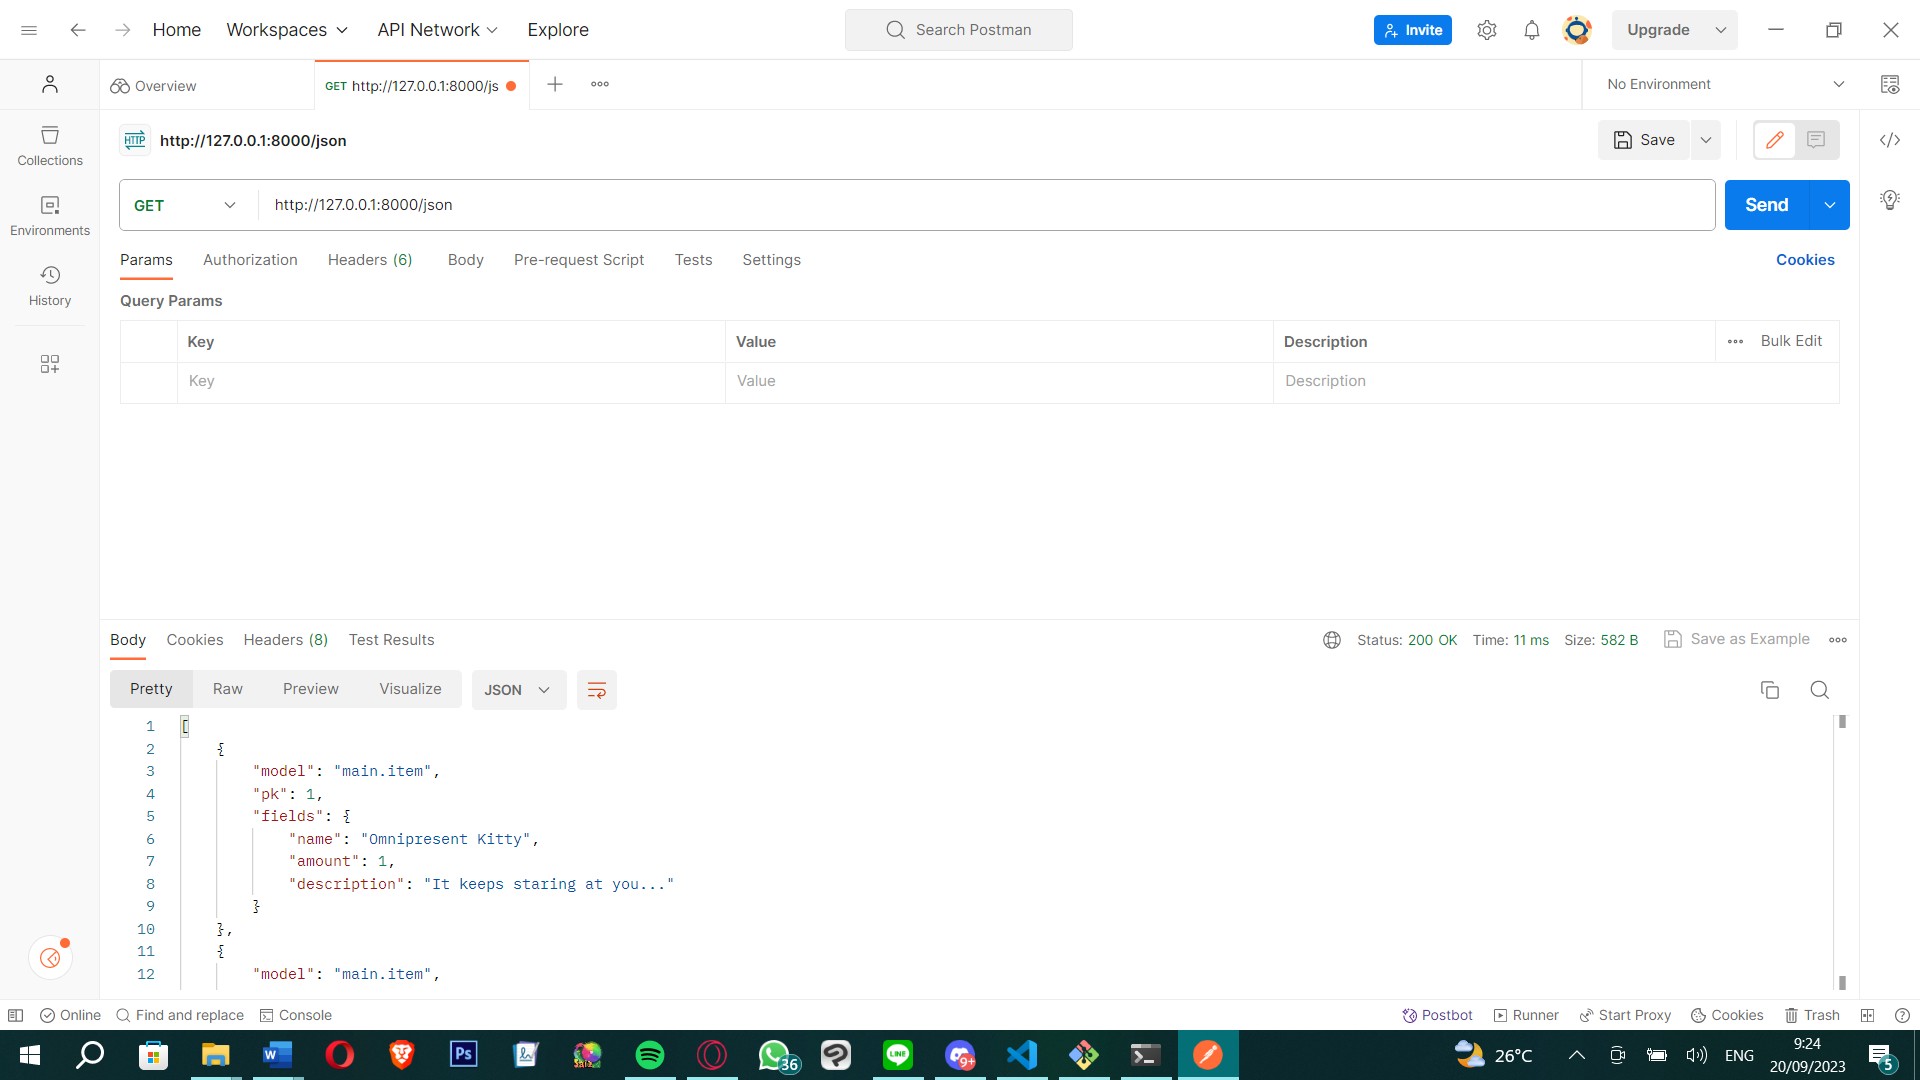 Home Workspaces API Network Explore Search Postman Invite Upgrade
Overview GET http://127.0.0.1:8000/js No Environment
HTTP http://127.0.0.1:8000/json Save
Collections
GET http://127.0.0.1:8000/json Send
Environments
Params Authorization Headers (6) Body Pre-request Script Tests Settings Cookies
History
Query Params
Key Value Description Bulk Edit
Key Value Description
Body Cookies Headers (8) Test Results Status: 200 OK Time: 11 ms Size: 582 B Save as Example
Pretty Raw Preview Visualize JSON
1 [
2 {
3 "model": "main.item",
4 "pk": 1,
5 "fields": {
6 "name": "Omnipresent Kitty",
7 "amount": 1,
8 "description": "It keeps staring at you..."
9 }
10 },
11 {
12 "model": "main.item",
Online Find and replace Console Postbot Runner Start Proxy Cookies Trash
W Ps 36 LINE 9+ 26°C ENG 9:24
20/09/2023 5